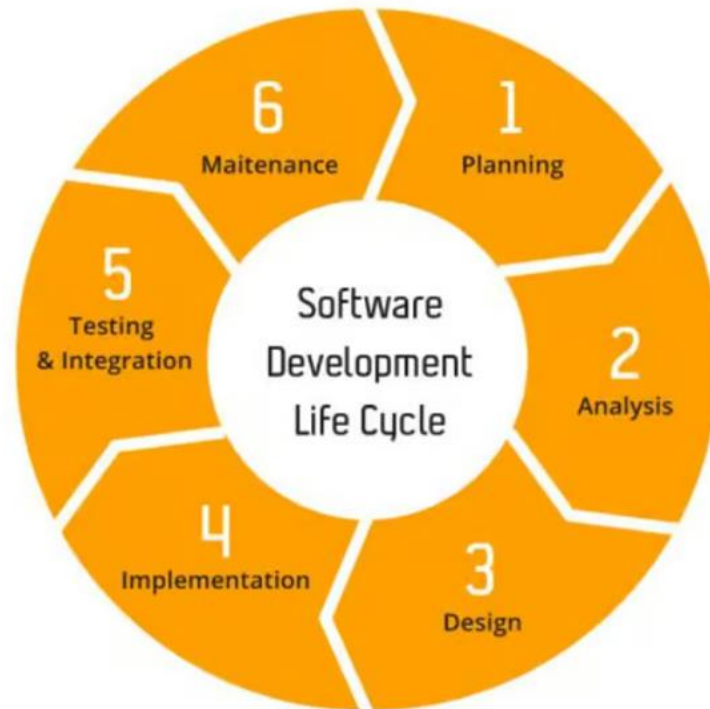 Software
Development
Life Cycle
1
Planning
2
Analysis
3
Design
4
Implementation
5
Testing
& Integration
6
Maitenance